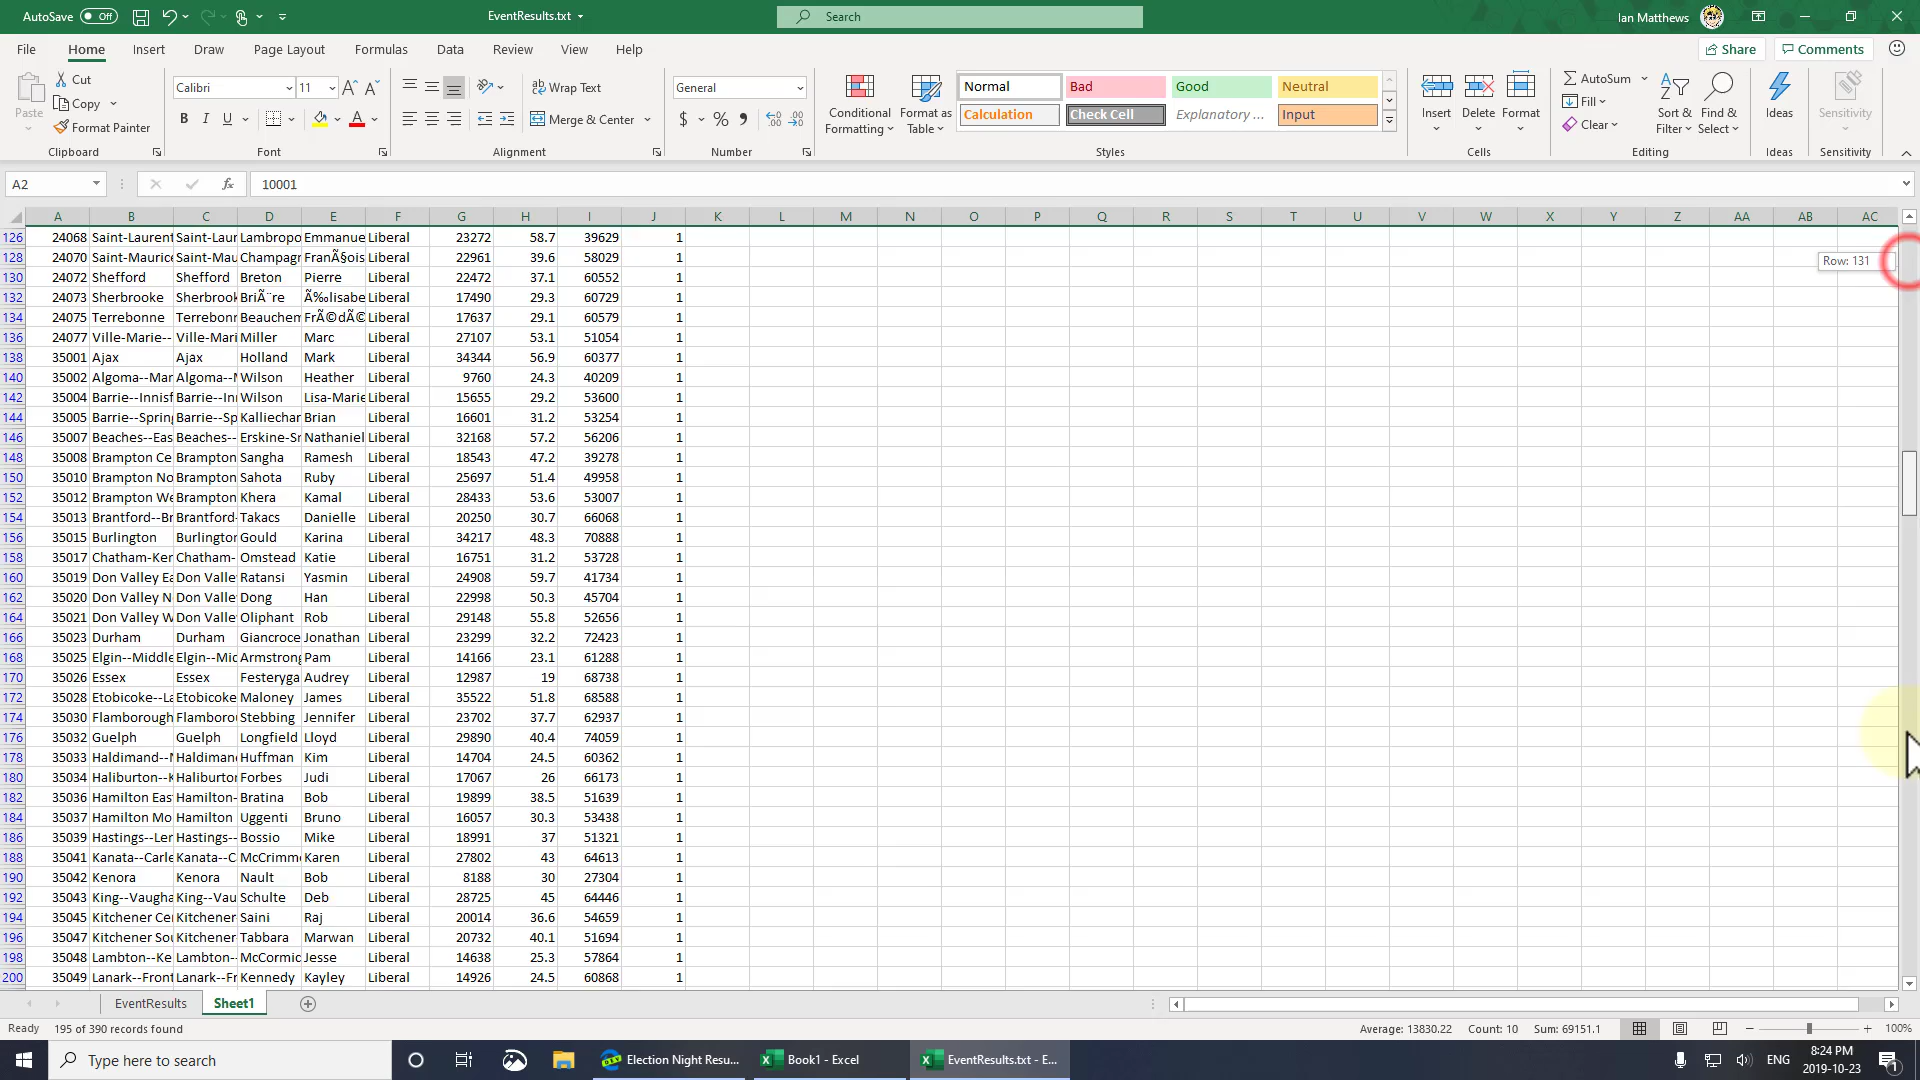 AutoSave Off EventResults.txt Search Ian Matthews
File Home Insert Draw Page Layout Formulas Data Review View Help Share Comments
Paste Cut Copy Format Painter Clipboard
Calibri 11 A A B I U A Font
Wrap Text Merge & Center Alignment
General $ % Number
Conditional Formatting Format as Table
Normal Bad Good Neutral
Calculation Check Cell Explanatory ... Input
Styles
Insert Delete Format Cells
AutoSum Fill Clear Sort & Filter Find & Select Editing
Ideas Ideas
Sensitivity Sensitivity
A2 fx 10001
A B C D E F G H I J K L M N O P Q R S T U V W X Y Z AA AB AC
126 24068 Saint-Laurent Saint-Laur Lambropo Emmanue Liberal 23272 58.7 39629 1
128 24070 Saint-Maurice Saint-Mau Champagn FranÃ§ois Liberal 22961 39.6 58029 1
Row: 131
130 24072 Shefford Shefford Breton Pierre Liberal 22472 37.1 60552 1
132 24073 Sherbrooke Sherbrook BriÃ¨re Ã‰lisabe Liberal 17490 29.3 60729 1
134 24075 Terrebonne Terrebonn Beauchem FrÃ©dÃ© Liberal 17637 29.1 60579 1
136 24077 Ville-Marie-- Ville-Mari Miller Marc Liberal 27107 53.1 51054 1
138 35001 Ajax Ajax Holland Mark Liberal 34344 56.9 60377 1
140 35002 Algoma--Mar Algoma--M Wilson Heather Liberal 9760 24.3 40209 1
142 35004 Barrie--Innisf Barrie--Inn Wilson Lisa-Marie Liberal 15655 29.2 53600 1
144 35005 Barrie--Spring Barrie--Sp Kalliechar Brian Liberal 16601 31.2 53254 1
146 35007 Beaches--Eas Beaches-- Erskine-Sm Nathaniel Liberal 32168 57.2 56206 1
148 35008 Brampton Ce Brampton Sangha Ramesh Liberal 18543 47.2 39278 1
150 35010 Brampton No Brampton Sahota Ruby Liberal 25697 51.4 49958 1
152 35012 Brampton We Brampton Khera Kamal Liberal 28433 53.6 53007 1
154 35013 Brantford--Br Brantford- Takacs Danielle Liberal 20250 30.7 66068 1
156 35015 Burlington Burlington Gould Karina Liberal 34217 48.3 70888 1
158 35017 Chatham-Ker Chatham- Omstead Katie Liberal 16751 31.2 53728 1
160 35019 Don Valley Ea Don Valle Ratansi Yasmin Liberal 24908 59.7 41734 1
162 35020 Don Valley N Don Valle Dong Han Liberal 22998 50.3 45704 1
164 35021 Don Valley W Don Valle Oliphant Rob Liberal 29148 55.8 52656 1
166 35023 Durham Durham Giancroce Jonathan Liberal 23299 32.2 72423 1
168 35025 Elgin--Middle Elgin--Mid Armstrong Pam Liberal 14166 23.1 61288 1
170 35026 Essex Essex Festeryga Audrey Liberal 12987 19 68738 1
172 35028 Etobicoke--La Etobicoke Maloney James Liberal 35522 51.8 68588 1
174 35030 Flamborough Flamboro Stebbing Jennifer Liberal 23702 37.7 62937 1
176 35032 Guelph Guelph Longfield Lloyd Liberal 29890 40.4 74059 1
178 35033 Haldimand--N Haldimand Huffman Kim Liberal 14704 24.5 60362 1
180 35034 Haliburton--K Haliburton Forbes Judi Liberal 17067 26 66173 1
182 35036 Hamilton Eas Hamilton- Bratina Bob Liberal 19899 38.5 51639 1
184 35037 Hamilton Mo Hamilton Uggenti Bruno Liberal 16057 30.3 53438 1
186 35039 Hastings--Len Hastings-- Bossio Mike Liberal 18991 37 51321 1
188 35041 Kanata--Carle Kanata--C McCrimmo Karen Liberal 27802 43 64613 1
190 35042 Kenora Kenora Nault Bob Liberal 8188 30 27304 1
192 35043 King--Vaugha King--Vau Schulte Deb Liberal 28725 45 64446 1
194 35045 Kitchener Cen Kitchener Saini Raj Liberal 20014 36.6 54659 1
196 35047 Kitchener Sou Kitchener Tabbara Marwan Liberal 20732 40.1 51694 1
198 35048 Lambton--Ke Lambton-- McCormic Jesse Liberal 14638 25.3 57864 1
200 35049 Lanark--Front Lanark--Fr Kennedy Kayley Liberal 14926 24.5 60868 1
EventResults Sheet1
Ready 195 of 390 records found Average: 13830.22 Count: 10 Sum: 69151.1 100%
Type here to search Election Night Resu... Book1 - Excel EventResults.txt - E... ENG 8:24 PM
2019-10-23